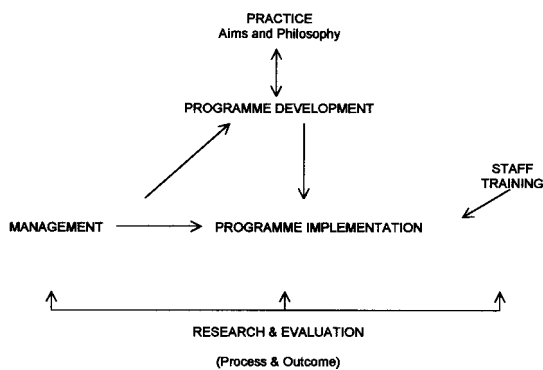 PRACTICE
Aims and Philosophy
PROGRAMME DEVELOPMENT
STAFF
TRAINING
MANAGEMENT
PROGRAMME IMPLEMENTATION
RESEARCH & EVALUATION
(Process & Outcome)